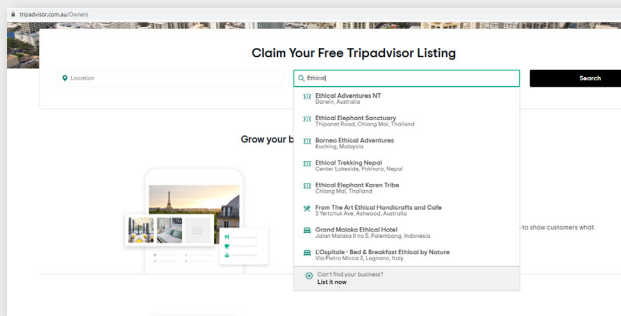 tripadvisor.com.au/Owners
Claim Your Free Tripadvisor Listing
Location
Ethical
Search
Ethical Adventures NT
Darwin, Australia
Ethical Elephant Sanctuary
Thipanet Road, Chiang Mai, Thailand
Borneo Ethical Adventures
Kuching, Malaysia
Ethical Trekking Nepal
Center Lakeside, Pokhara, Nepal
Ethical Elephant Karen Tribe
Chiang Mai, Thailand
From The Art Ethical Handicrafts and Cafe
3 Yertchuk Ave, Ashwood, Australia
Grand Malaka Ethical Hotel
Jalan Malaka II no 5, Palembang, Indonesia
L'Ospitale - Bed & Breakfast Ethical by Nature
Via Pietro Micca 3, Legnano, Italy
Can't find your business?
List it now
Grow your b
to show customers what